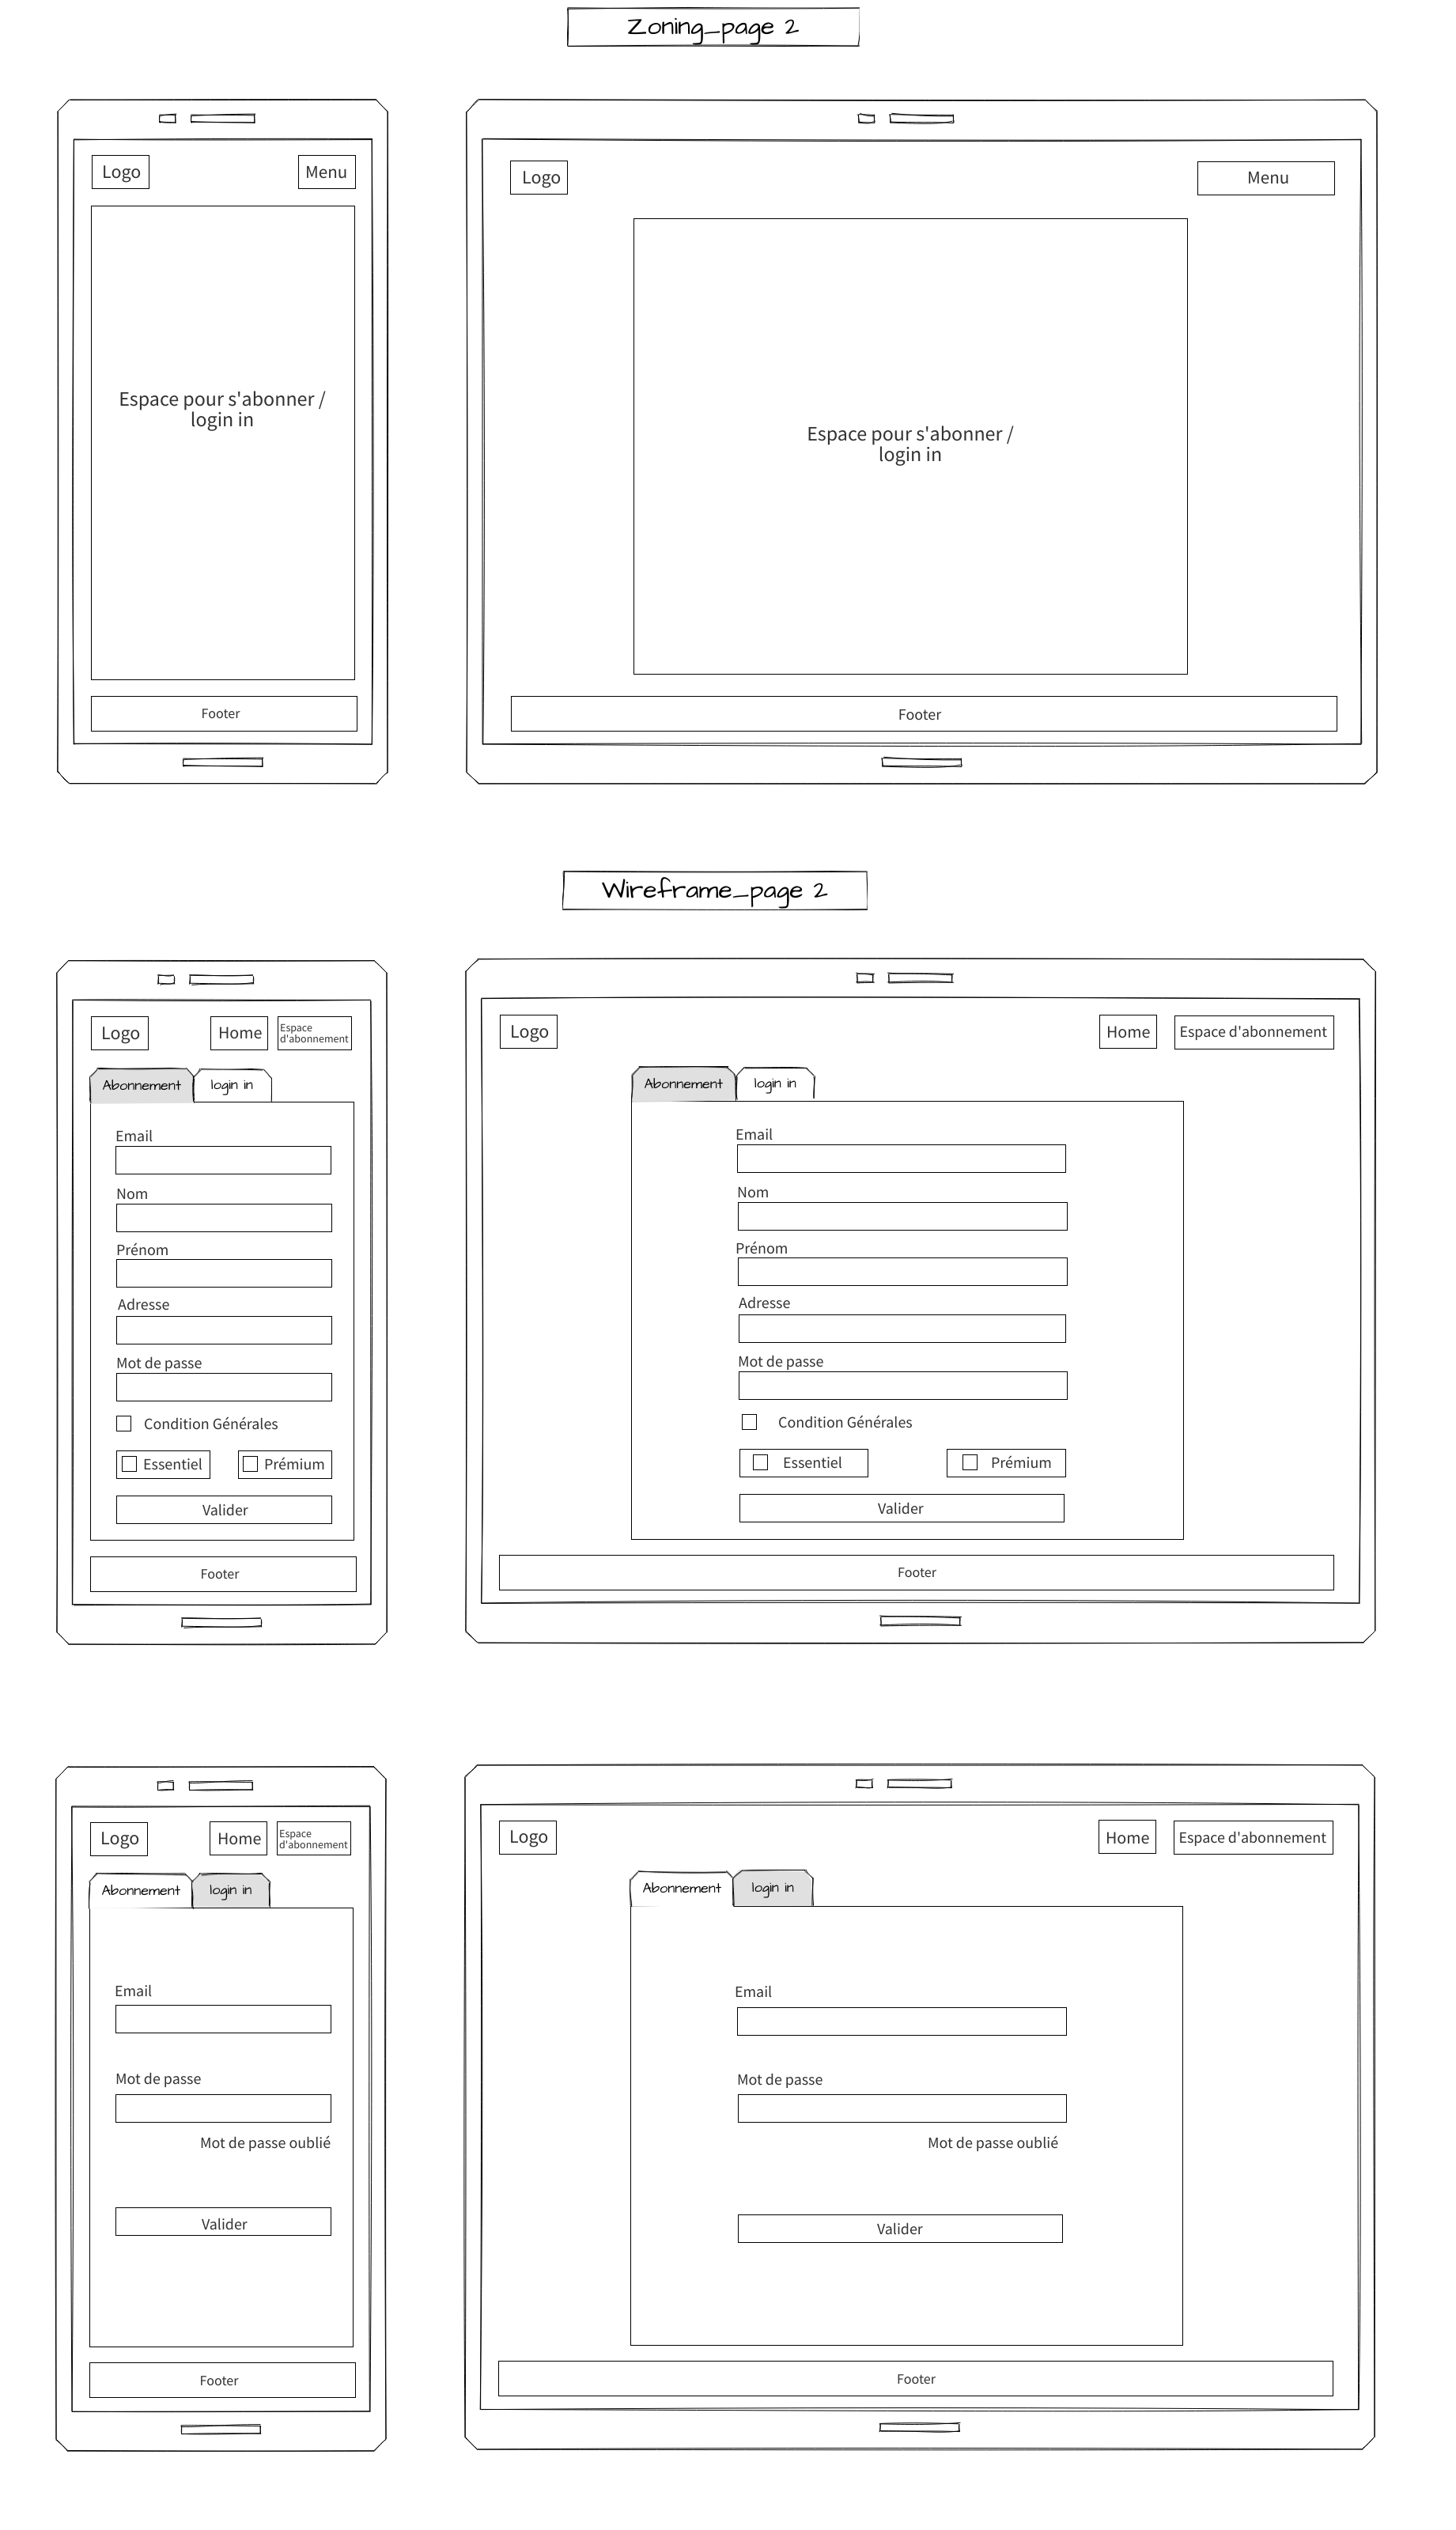 Zoning_page 2
Logo
Menu
Espace pour s'abonner /
login in
Footer
Logo
Menu
Espace pour s'abonner /
login in
Footer
Wireframe_page 2
Logo
Home
Espace
d'abonnement
Abonnement
login in
Email
Nom
Prénom
Adresse
Mot de passe
Condition Générales
Essentiel
Prémium
Valider
Footer
Logo
Home
Espace d'abonnement
Abonnement
login in
Email
Nom
Prénom
Adresse
Mot de passe
Condition Générales
Essentiel
Prémium
Valider
Footer
Logo
Home
Espace
d'abonnement
Abonnement
login in
Email
Mot de passe
Mot de passe oublié
Valider
Footer
Logo
Home
Espace d'abonnement
Abonnement
login in
Email
Mot de passe
Mot de passe oublié
Valider
Footer